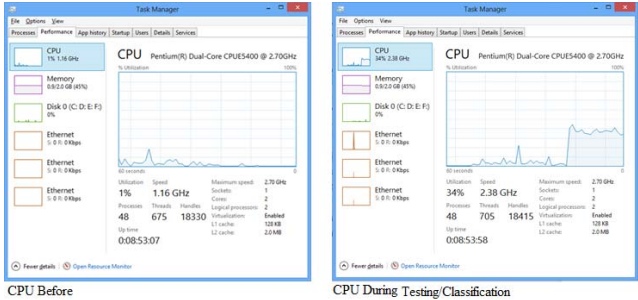 Task Manager
File Options View
Processes Performance App history Startup Users Details Services
CPU
1% 1.16 GHz
Memory
0.9/2.0 GB (45%)
Disk 0 (C: D: E: F:)
0%
Ethernet
S: 0 R: 0 Kbps
Ethernet
S: 0 R: 0 Kbps
Ethernet
S: 0 R: 0 Kbps
CPU Pentium(R) Dual-Core CPUE5400 @ 2.70GHz
% Utilization 100%
60 seconds 0
Utilization Speed Maximum speed: 2.70 GHz
1% 1.16 GHz Sockets: 1
Cores: 2
Processes Threads Handles Logical processors: 2
48 675 18330 Virtualization: Enabled
L1 cache: 128 KB
Up time L2 cache: 2.0 MB
0:08:53:07
Fewer details Open Resource Monitor
CPU Before
Task Manager
File Options View
Processes Performance App history Startup Users Details Services
CPU
34% 2.38 GHz
Memory
0.9/2.0 GB (45%)
Disk 0 (C: D: E: F:)
0%
Ethernet
S: 0 R: 0 Kbps
Ethernet
S: 0 R: 0 Kbps
Ethernet
S: 0 R: 0 Kbps
CPU Pentium(R) Dual-Core CPUE5400 @ 2.70GHz
% Utilization 100%
60 seconds 0
Utilization Speed Maximum speed: 2.70 GHz
34% 2.38 GHz Sockets: 1
Cores: 2
Processes Threads Handles Logical processors: 2
48 705 18415 Virtualization: Enabled
L1 cache: 128 KB
Up time L2 cache: 2.0 MB
0:08:53:58
Fewer details Open Resource Monitor
CPU During Testing/Classification